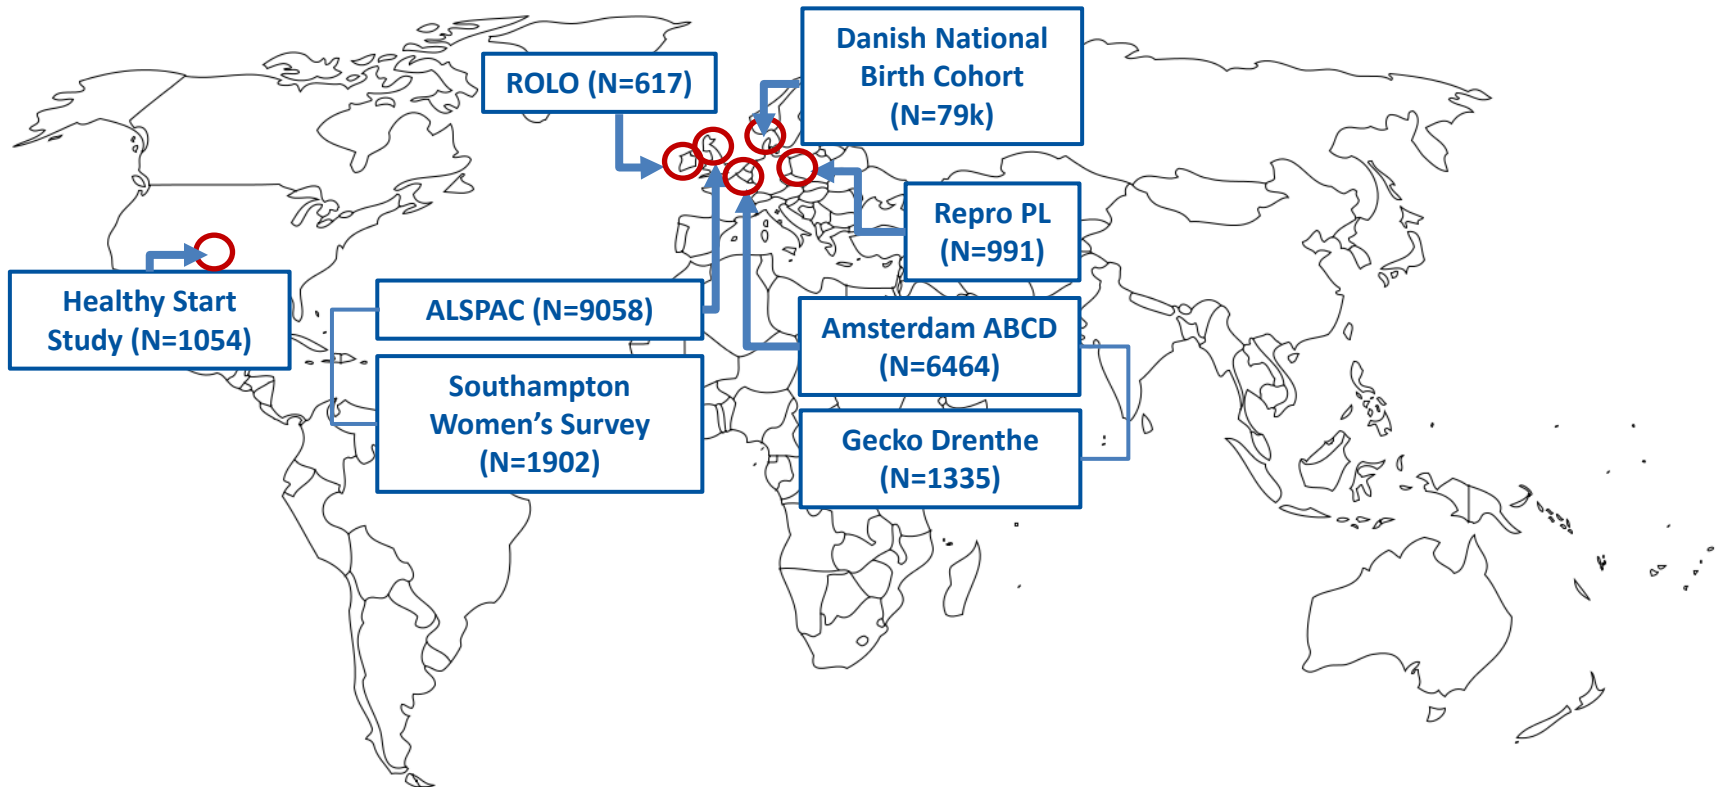 ROLO (N=617)
Danish National
Birth Cohort
(N=79k)
Repro PL
(N=991)
Healthy Start
Study (N=1054)
ALSPAC (N=9058)
Southampton
Women’s Survey
(N=1902)
Amsterdam ABCD
(N=6464)
Gecko Drenthe
(N=1335)